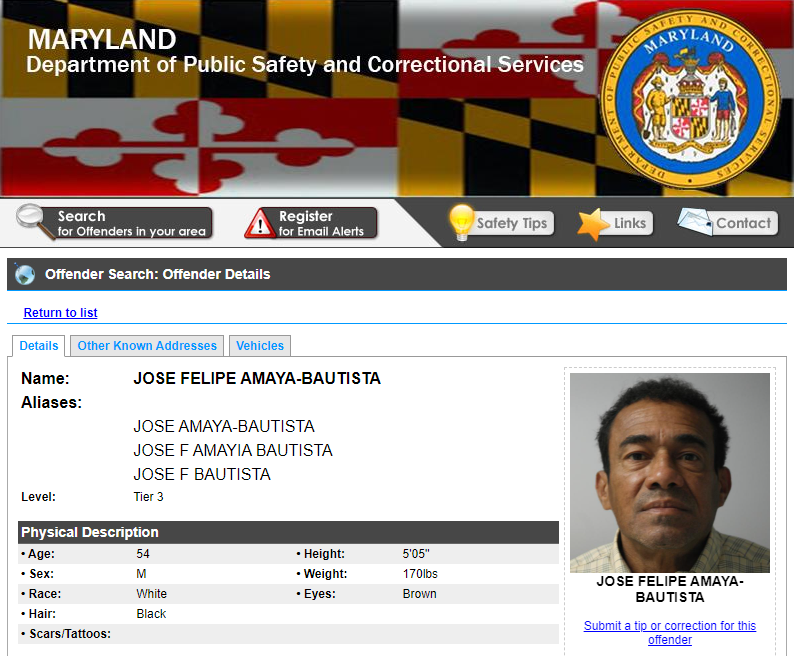 MARYLAND
Department of Public Safety and Correctional Services
DEPARTMENT OF PUBLIC SAFETY AND CORRECTIONAL SERVICES
MARYLAND
Search
for Offenders in your area
Register
for Email Alerts
Safety Tips
Links
Contact
Offender Search: Offender Details
Return to list
Details Other Known Addresses Vehicles
Name: JOSE FELIPE AMAYA-BAUTISTA
Aliases:
JOSE AMAYA-BAUTISTA
JOSE F AMAYIA BAUTISTA
JOSE F BAUTISTA
Level: Tier 3
Physical Description
• Age: 54 • Height: 5'05"
• Sex: M • Weight: 170lbs
• Race: White • Eyes: Brown
• Hair: Black
• Scars/Tattoos:
JOSE FELIPE AMAYA-
BAUTISTA
Submit a tip or correction for this
offender